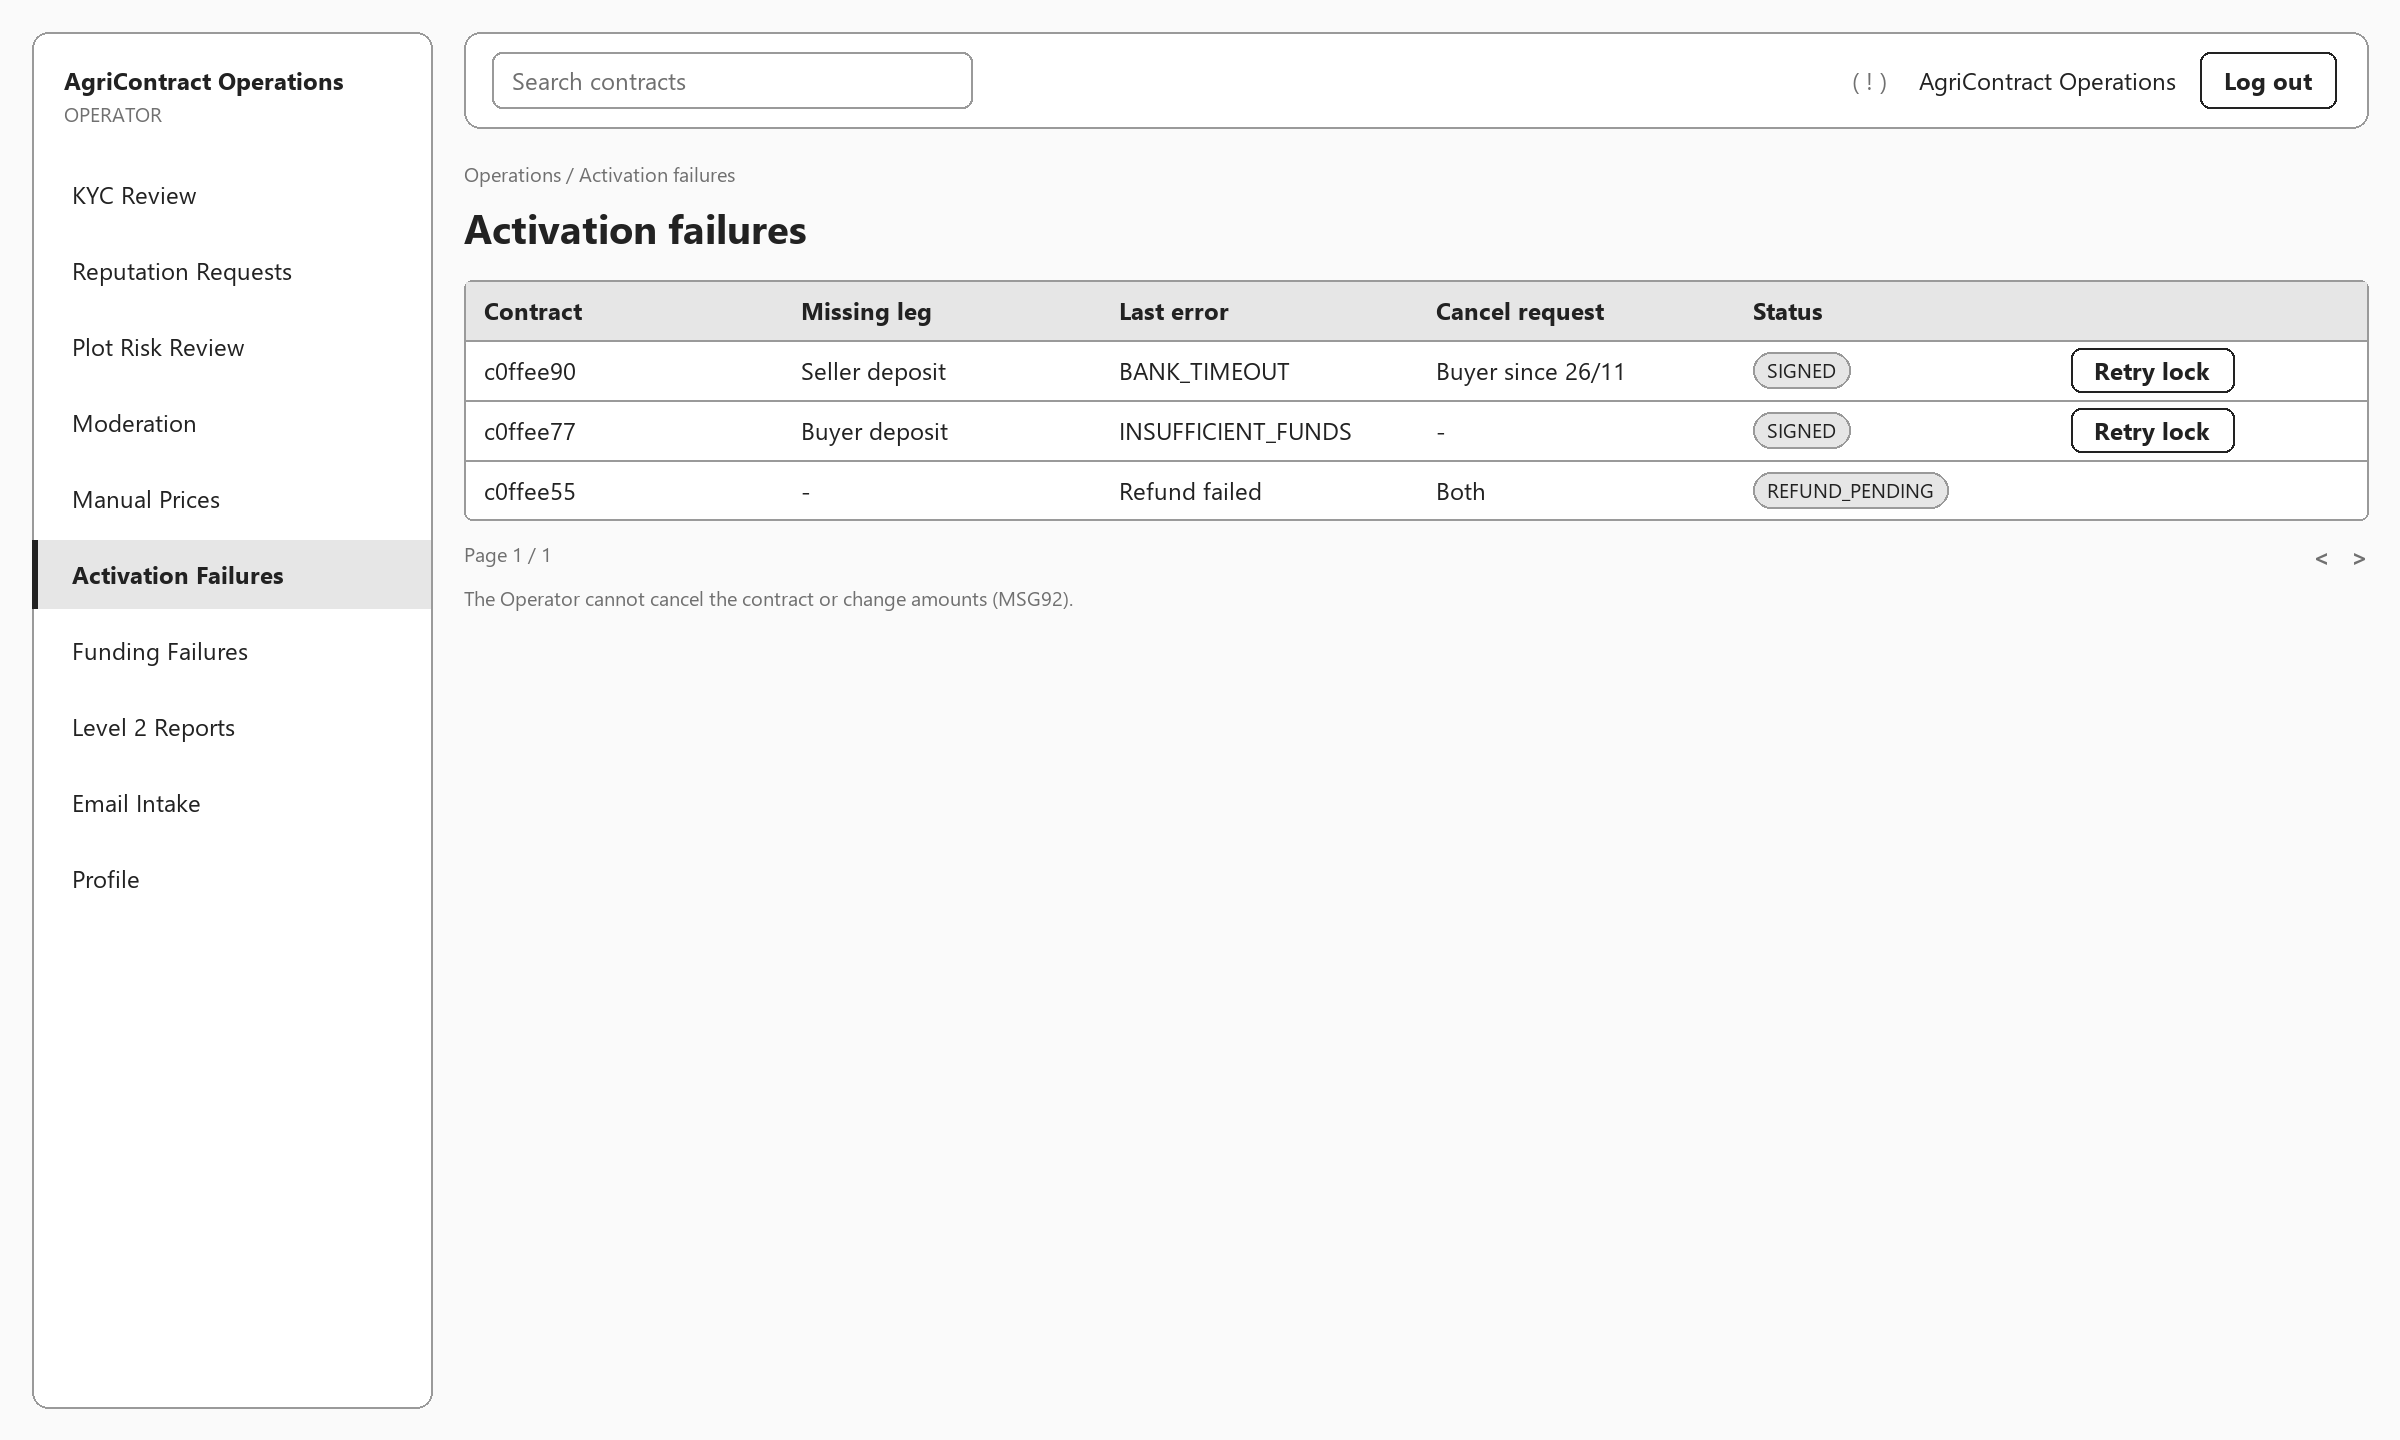 AgriContract Operations
OPERATOR
KYC Review
Reputation Requests
Plot Risk Review
Moderation
Manual Prices
Activation Failures
Funding Failures
Level 2 Reports
Email Intake
Profile
Search contracts
( ! ) AgriContract Operations Log out
Operations / Activation failures
Activation failures
Contract Missing leg Last error Cancel request Status
c0ffee90 Seller deposit BANK_TIMEOUT Buyer since 26/11 SIGNED Retry lock
c0ffee77 Buyer deposit INSUFFICIENT_FUNDS - SIGNED Retry lock
c0ffee55 - Refund failed Both REFUND_PENDING
Page 1 / 1 < >
The Operator cannot cancel the contract or change amounts (MSG92).